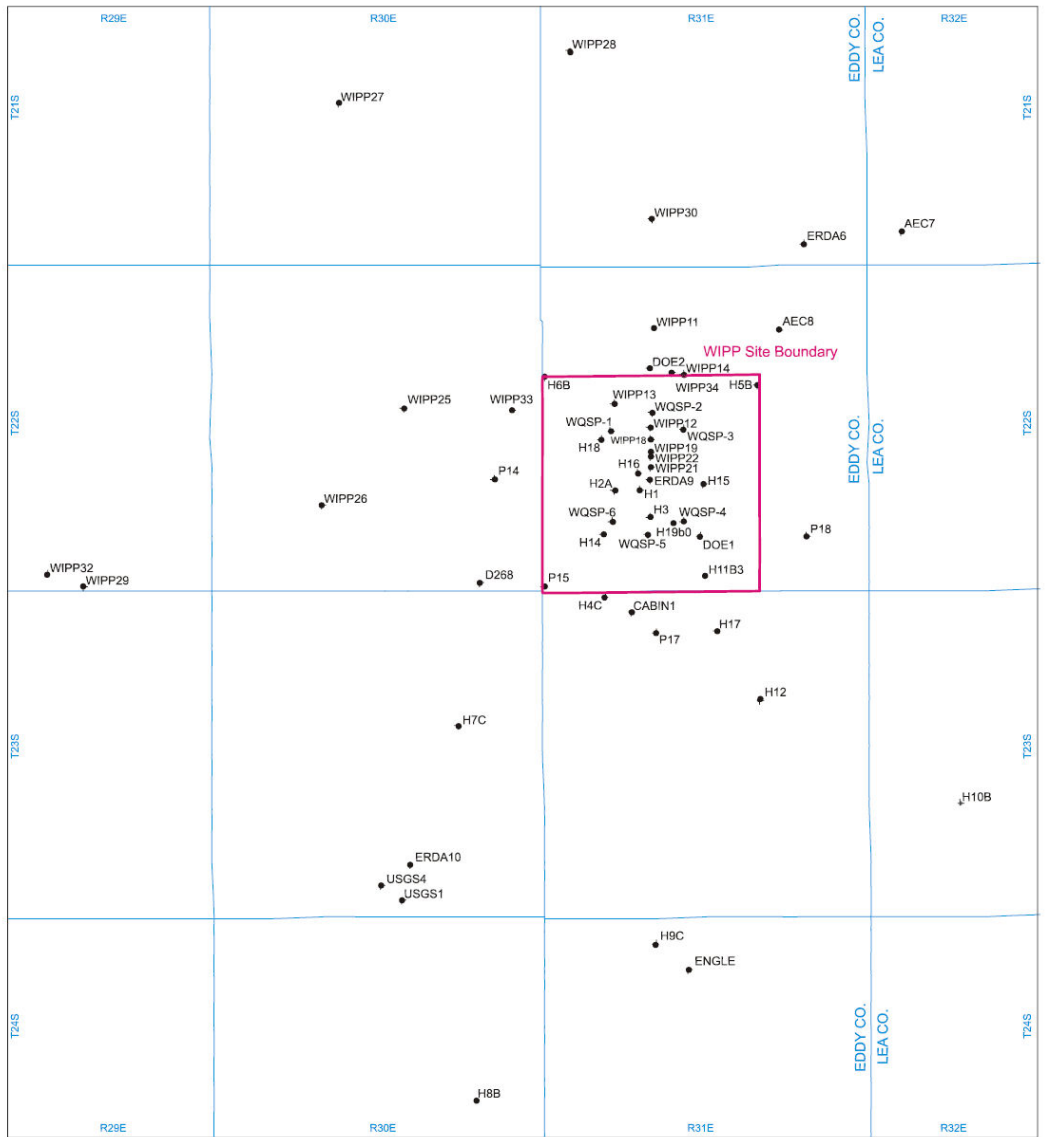 R29E
R30E
R31E
R32E
EDDY CO.
LEA CO.
WIPP28
WIPP27
T21S
T21S
WIPP30
AEC7
ERDA6
WIPP11
AEC8
WIPP Site Boundary
DOE2
WIPP14
H6B
WIPP34
H5B
WIPP13
WIPP25
WIPP33
WQSP-2
T22S
T22S
EDDY CO.
LEA CO.
WQSP-1
WIPP12
WQSP-3
H18
WIPP18
WIPP19
WIPP22
P14
H16
WIPP21
ERDA9
H15
H2A
H1
WIPP26
H3
WQSP-6
WQSP-4
H19b0
P18
H14
WQSP-5
DOE1
WIPP32
WIPP29
D268
P15
H11B3
H4C
CABIN1
P17
H17
H12
H7C
T23S
T23S
H10B
ERDA10
USGS4
USGS1
H9C
ENGLE
T24S
T24S
EDDY CO.
LEA CO.
H8B
R29E
R30E
R31E
R32E